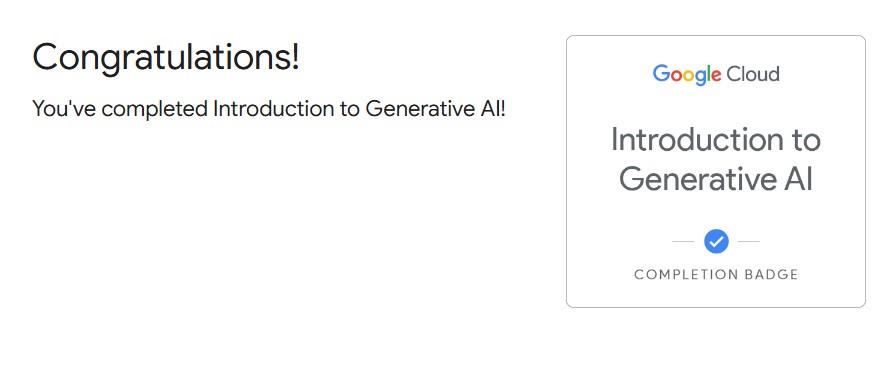 Congratulations!
You've completed Introduction to Generative AI!
Google Cloud
Introduction to
Generative AI
COMPLETION BADGE